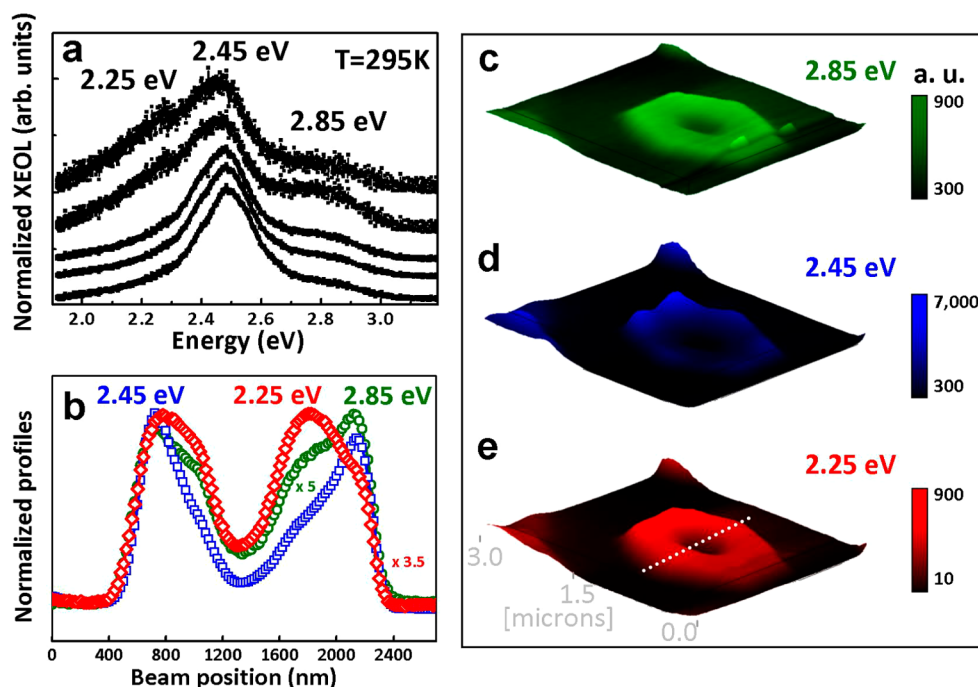 a
2.45 eV
T=295K
2.25 eV
2.85 eV
Normalized XEOL (arb. units)
2.0 2.2 2.4 2.6 2.8 3.0
Energy (eV)
b
2.45 eV 2.25 eV 2.85 eV
Normalized profiles
x 5
x 3.5
0 400 800 1200 1600 2000 2400
Beam position (nm)
c
2.85 eV
a. u.
900
300
d
2.45 eV
7,000
300
e
2.25 eV
900
10
3.0
1.5
[microns]
0.0